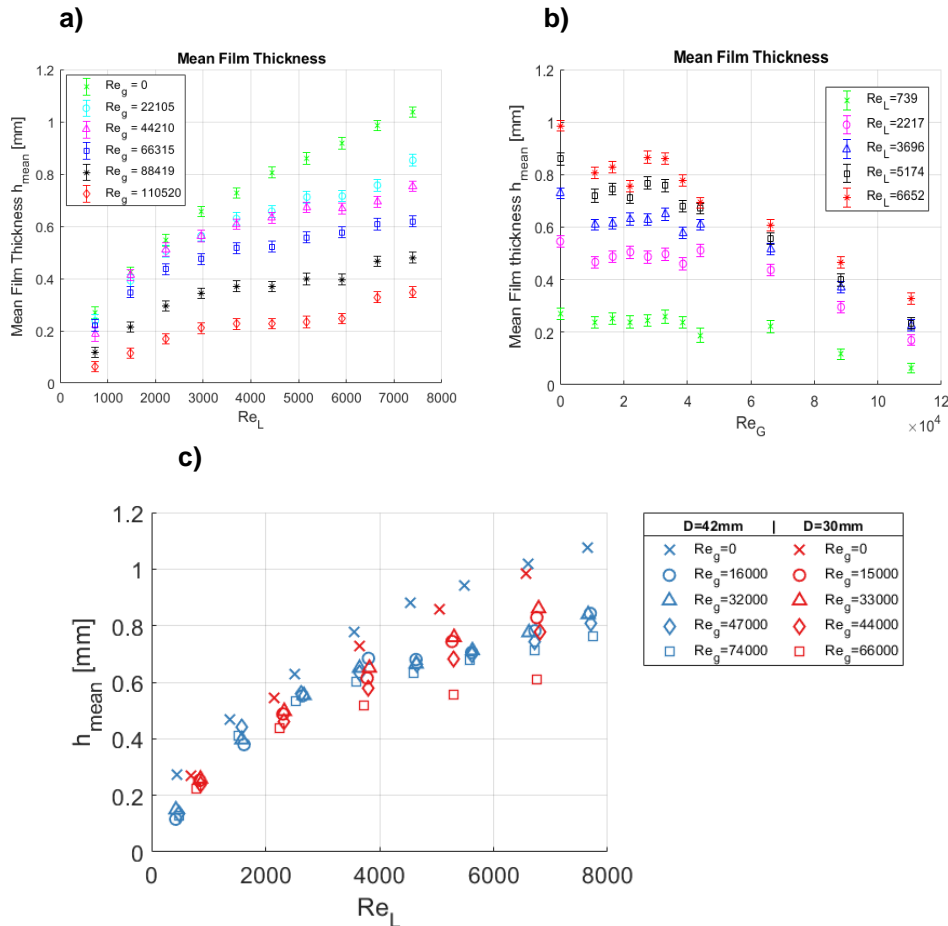 a)
Mean Film Thickness
Mean Film Thickness h_mean [mm]
1.2
1
0.8
0.6
0.4
0.2
0
Re_g = 0
Re_g = 22105
Re_g = 44210
Re_g = 66315
Re_g = 88419
Re_g = 110520
0 1000 2000 3000 4000 5000 6000 7000 8000
Re_L
b)
Mean Film Thickness
Mean Film thickness h_mean [mm]
1.2
1
0.8
0.6
0.4
0.2
0
Re_L=739
Re_L=2217
Re_L=3696
Re_L=5174
Re_L=6652
0 2 4 6 8 10 12
×10^4
Re_G
c)
h_mean [mm]
1.2
1
0.8
0.6
0.4
0.2
0
0 2000 4000 6000 8000
Re_L
D=42mm | D=30mm
Re_g=0 Re_g=0
Re_g=16000 Re_g=15000
Re_g=32000 Re_g=33000
Re_g=47000 Re_g=44000
Re_g=74000 Re_g=66000